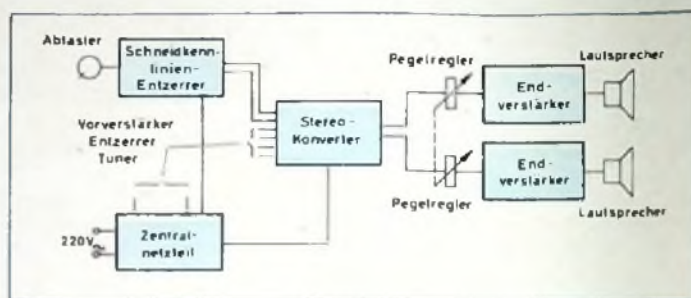 Abtaster
Schneidkenn-
linien-
Entzerrer
Vorverstärker
Entzerrer
Tuner
220V
Zentral-
netzteil
Stereo-
Konverter
Pegelregler
Pegelregler
End-
verstärker
Lautsprecher
End-
verstärker
Lautsprecher